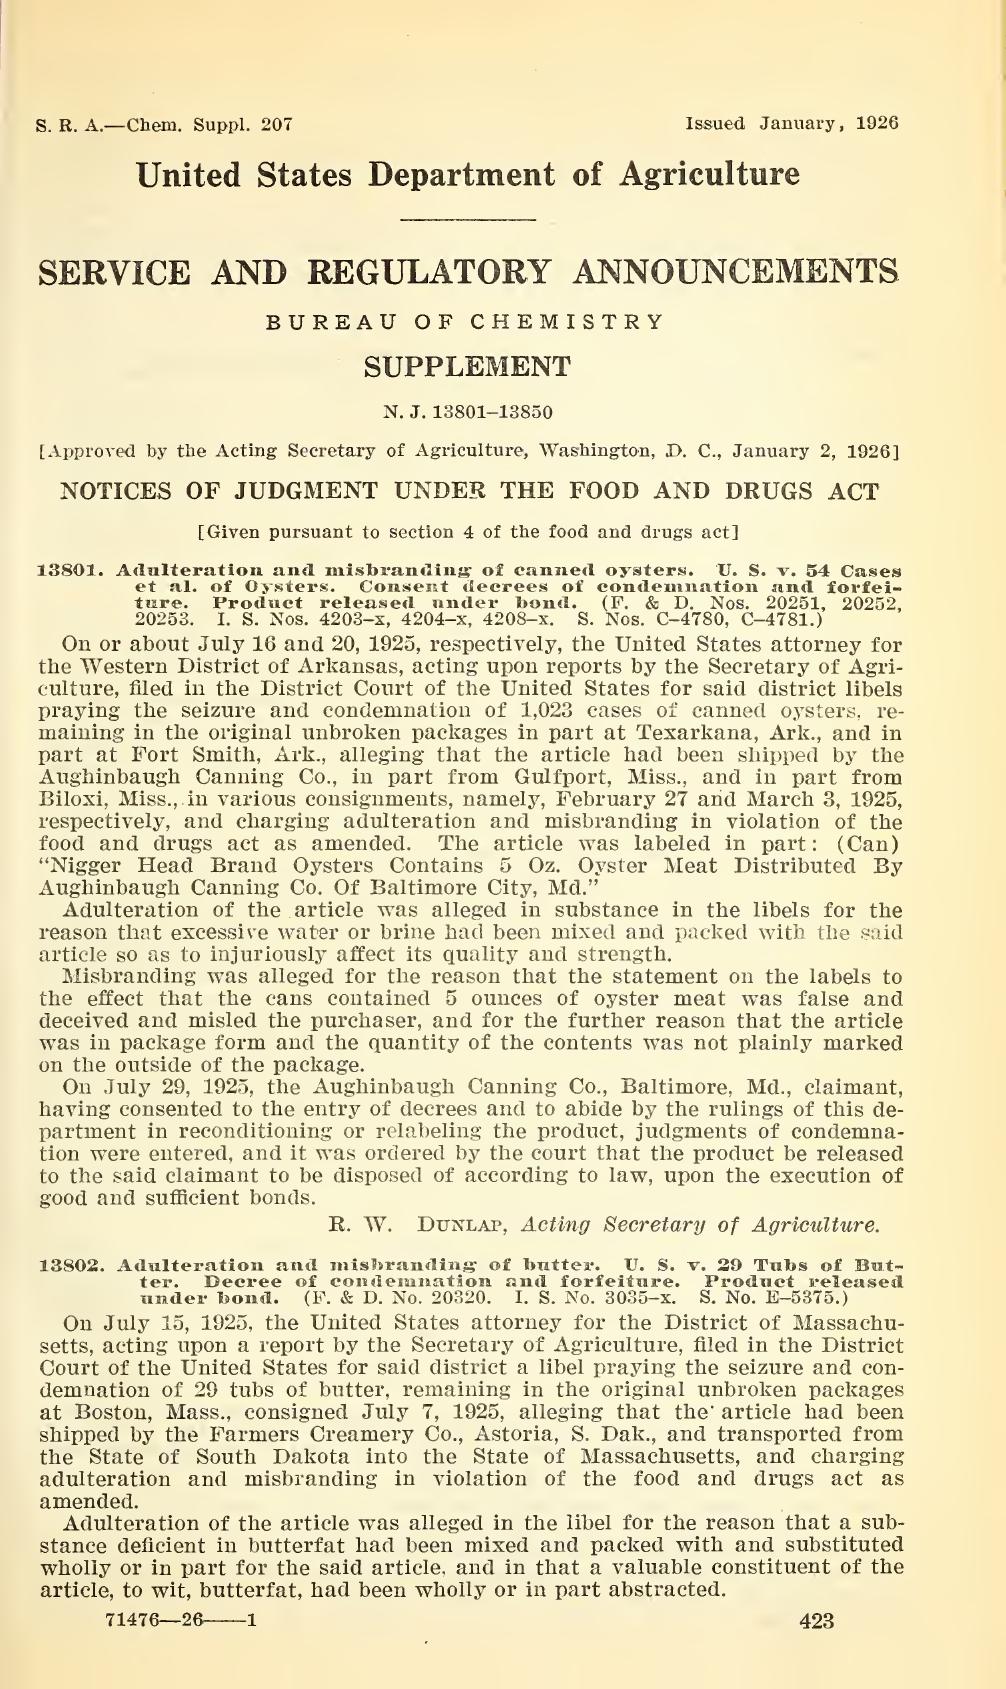 S. R. A.—Chem. Suppl. 207
Issued January, 1926
United States Department of Agriculture
SERVICE AND REGULATORY ANNOUNCEMENTS
BUREAU OF CHEMISTRY
SUPPLEMENT
N. J. 13801–13850
[Approved by the Acting Secretary of Agriculture, Washington, D. C., January 2, 1926]
NOTICES OF JUDGMENT UNDER THE FOOD AND DRUGS ACT
[Given pursuant to section 4 of the food and drugs act]
13801. Adulteration and misbranding of canned oysters. U. S. v. 54 Cases
et al. of Oysters. Consent decrees of condemnation and forfei-
ture. Product released under bond. (F. & D. Nos. 20251, 20252,
20253. I. S. Nos. 4203–x, 4204–x, 4208–x. S. Nos. C–4780, C–4781.)
On or about July 16 and 20, 1925, respectively, the United States attorney for
the Western District of Arkansas, acting upon reports by the Secretary of Agri-
culture, filed in the District Court of the United States for said district libels
praying the seizure and condemnation of 1,023 cases of canned oysters, re-
maining in the original unbroken packages in part at Texarkana, Ark., and in
part at Fort Smith, Ark., alleging that the article had been shipped by the
Aughinbaugh Canning Co., in part from Gulfport, Miss., and in part from
Biloxi, Miss., in various consignments, namely, February 27 and March 3, 1925,
respectively, and charging adulteration and misbranding in violation of the
food and drugs act as amended. The article was labeled in part: (Can)
“Nigger Head Brand Oysters Contains 5 Oz. Oyster Meat Distributed By
Aughinbaugh Canning Co. Of Baltimore City, Md.”
Adulteration of the article was alleged in substance in the libels for the
reason that excessive water or brine had been mixed and packed with the said
article so as to injuriously affect its quality and strength.
Misbranding was alleged for the reason that the statement on the labels to
the effect that the cans contained 5 ounces of oyster meat was false and
deceived and misled the purchaser, and for the further reason that the article
was in package form and the quantity of the contents was not plainly marked
on the outside of the package.
On July 29, 1925, the Aughinbaugh Canning Co., Baltimore, Md., claimant,
having consented to the entry of decrees and to abide by the rulings of this de-
partment in reconditioning or relabeling the product, judgments of condemna-
tion were entered, and it was ordered by the court that the product be released
to the said claimant to be disposed of according to law, upon the execution of
good and sufficient bonds.
R. W. DUNLAP, Acting Secretary of Agriculture.
13802. Adulteration and misbranding of butter. U. S. v. 29 Tubs of But-
ter. Decree of condemnation and forfeiture. Product released
under bond. (F. & D. No. 20320. I. S. No. 3035–x. S. No. E–5375.)
On July 15, 1925, the United States attorney for the District of Massachu-
setts, acting upon a report by the Secretary of Agriculture, filed in the District
Court of the United States for said district a libel praying the seizure and con-
demnation of 29 tubs of butter, remaining in the original unbroken packages
at Boston, Mass., consigned July 7, 1925, alleging that the article had been
shipped by the Farmers Creamery Co., Astoria, S. Dak., and transported from
the State of South Dakota into the State of Massachusetts, and charging
adulteration and misbranding in violation of the food and drugs act as
amended.
Adulteration of the article was alleged in the libel for the reason that a sub-
stance deficient in butterfat had been mixed and packed with and substituted
wholly or in part for the said article, and in that a valuable constituent of the
article, to wit, butterfat, had been wholly or in part abstracted.
71476—26——1
423